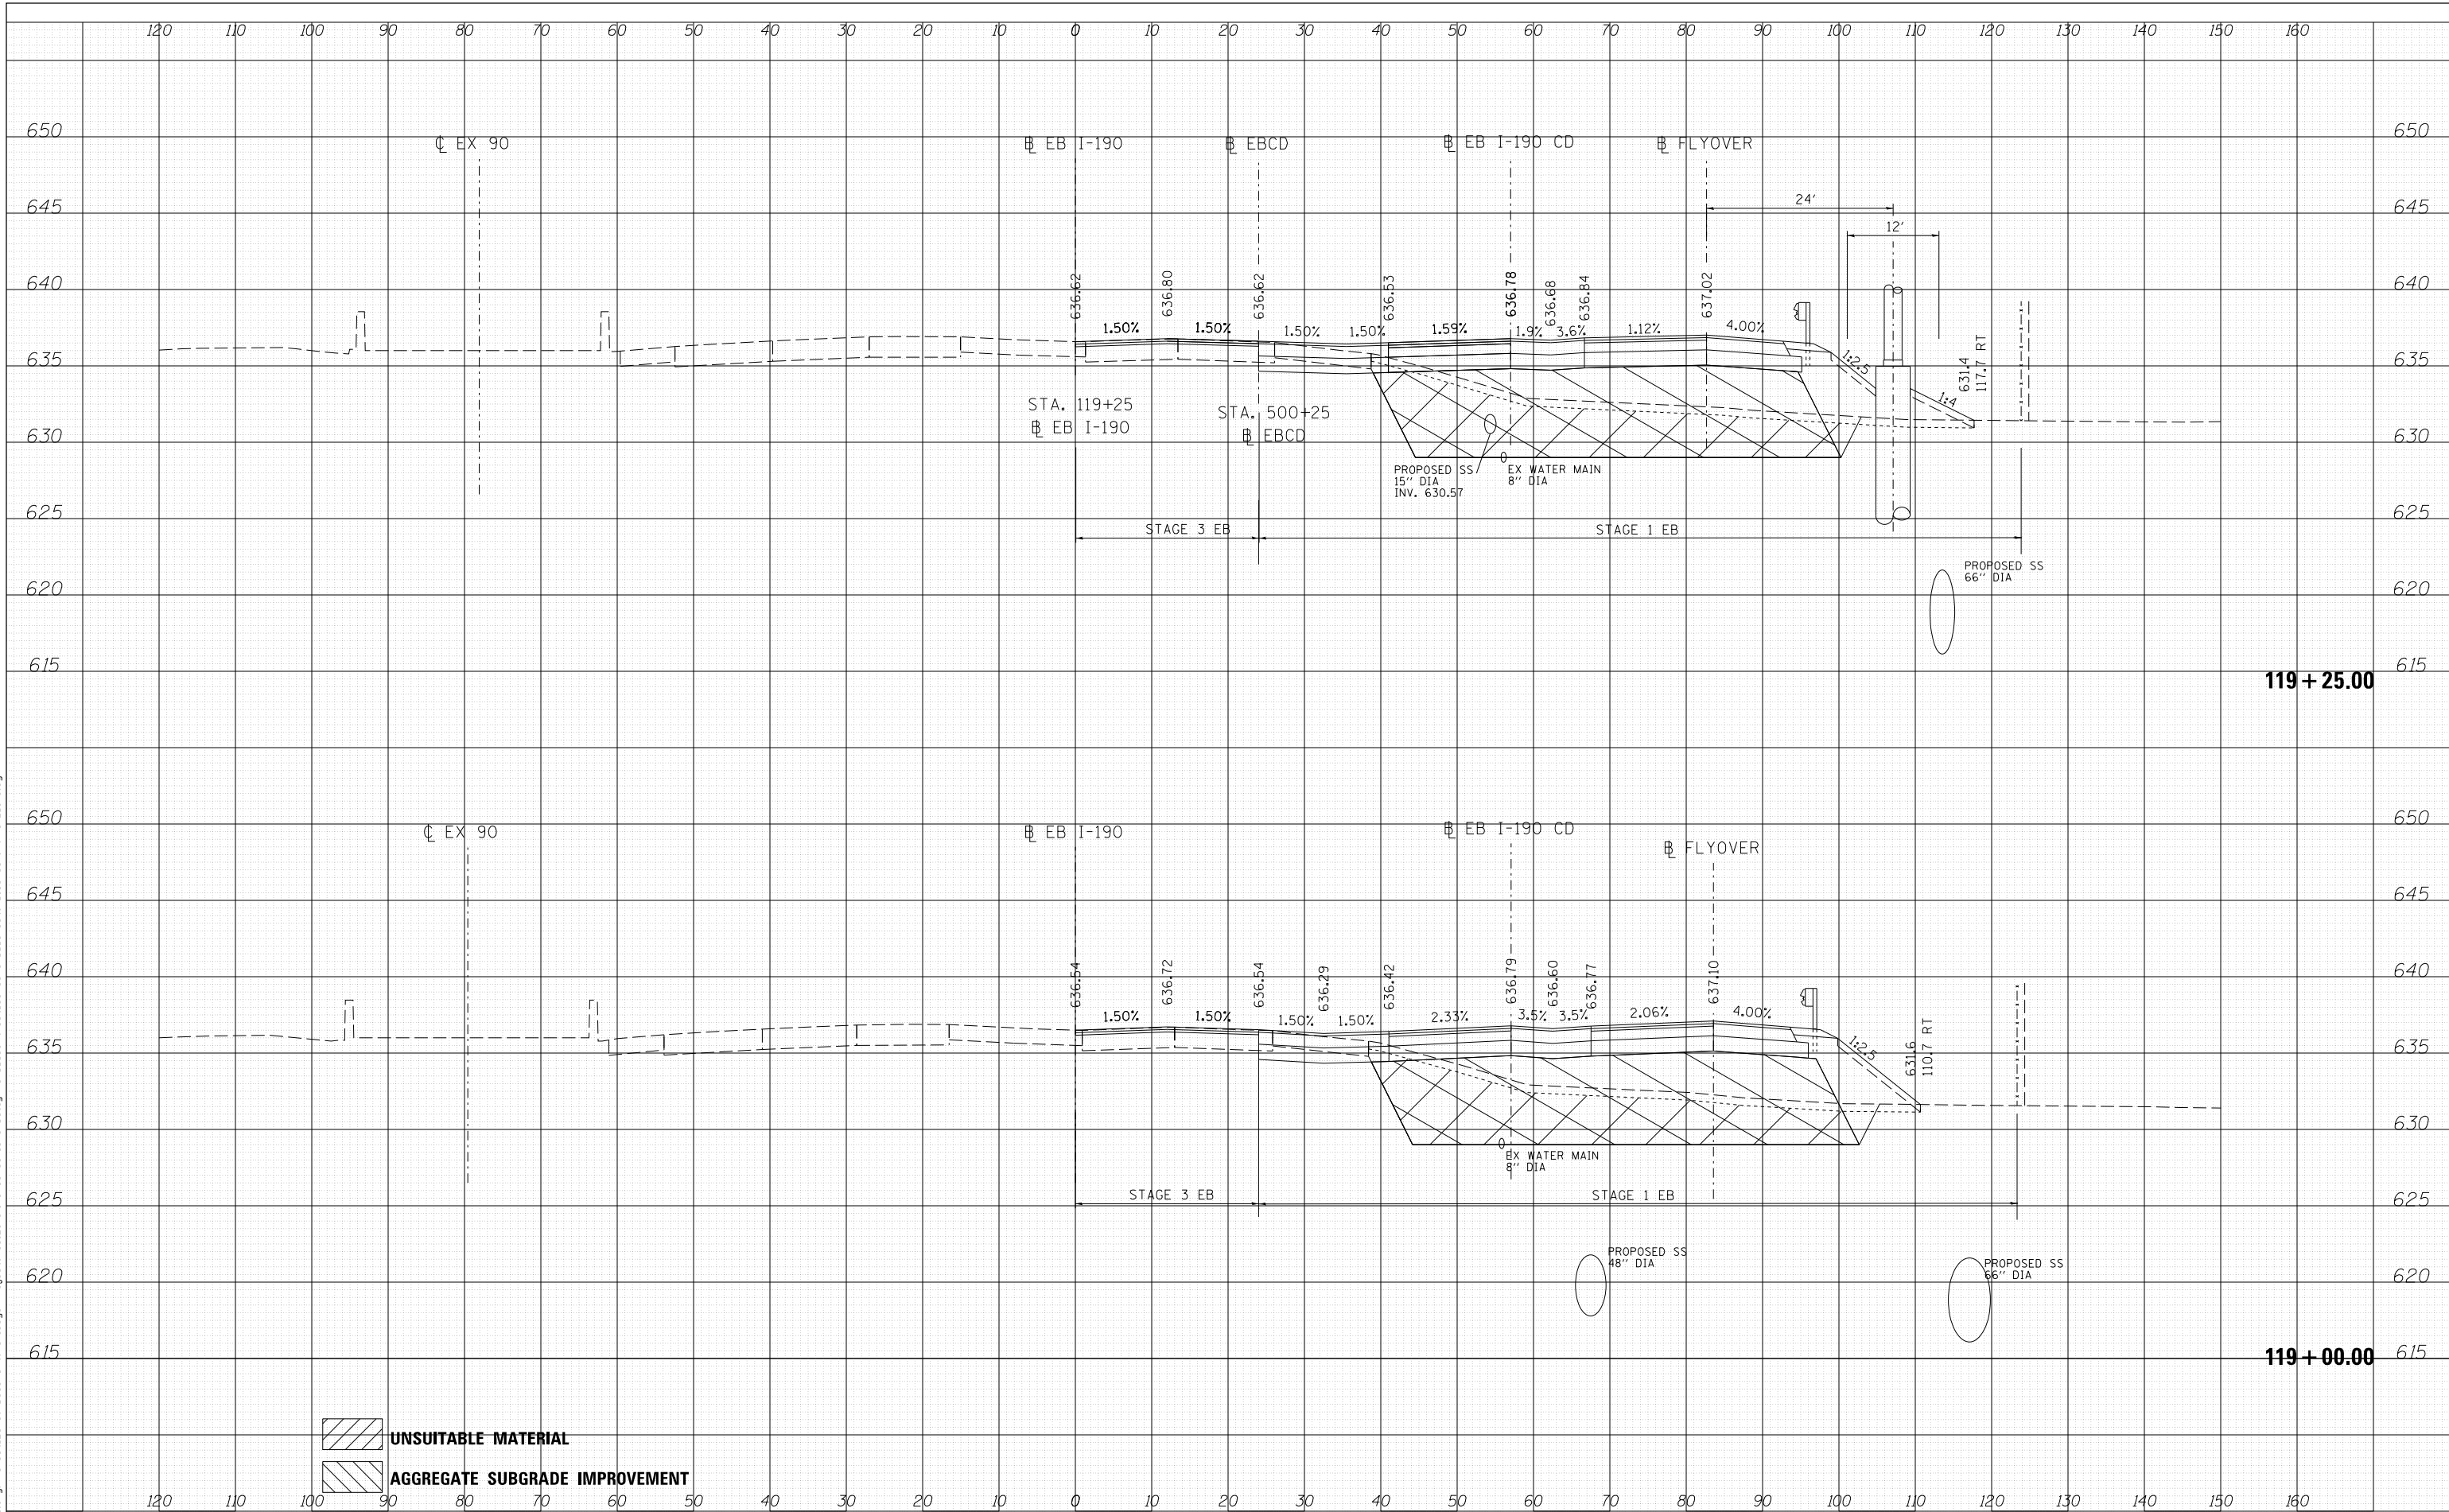 120 110 100 90 80 70 60 50 40 30 20 10 0 10 20 30 40 50 60 70 80 90 100 110 120 130 140 150 160
650 650
℄ EX 90
BL EB I-190
BL EBCD
BL EB I-190 CD
BL FLYOVER
645 645
24'
12'
640 640
636.62
636.80
636.62
636.53
636.78
636.68
636.84
637.02
1.50% 1.50% 1.50% 1.50% 1.59% 1.9% 3.6% 1.12% 4.00%
635 635
1:2.5
1:4
631.4
117.7 RT
STA. 119+25
BL EB I-190
STA. 500+25
BL EBCD
630 630
PROPOSED SS
15" DIA
INV. 630.57
EX WATER MAIN
8" DIA
625 625
STAGE 3 EB
STAGE 1 EB
PROPOSED SS
66" DIA
620 620
615 615
119+25.00
650 650
℄ EX 90
BL EB I-190
BL EB I-190 CD
BL FLYOVER
645 645
640 640
636.54
636.72
636.54
636.29
636.42
636.79
636.60
636.77
637.10
1.50% 1.50% 1.50% 1.50% 2.33% 3.5% 3.5% 2.06% 4.00%
635 635
1:2.5
631.6
110.7 RT
630 630
EX WATER MAIN
8" DIA
STAGE 3 EB
STAGE 1 EB
625 625
PROPOSED SS
48" DIA
PROPOSED SS
66" DIA
620 620
615 615
119+00.00
UNSUITABLE MATERIAL
AGGREGATE SUBGRADE IMPROVEMENT
120 110 100 90 80 70 60 50 40 30 20 10 0 10 20 30 40 50 60 70 80 90 100 110 120 130 140 150 160